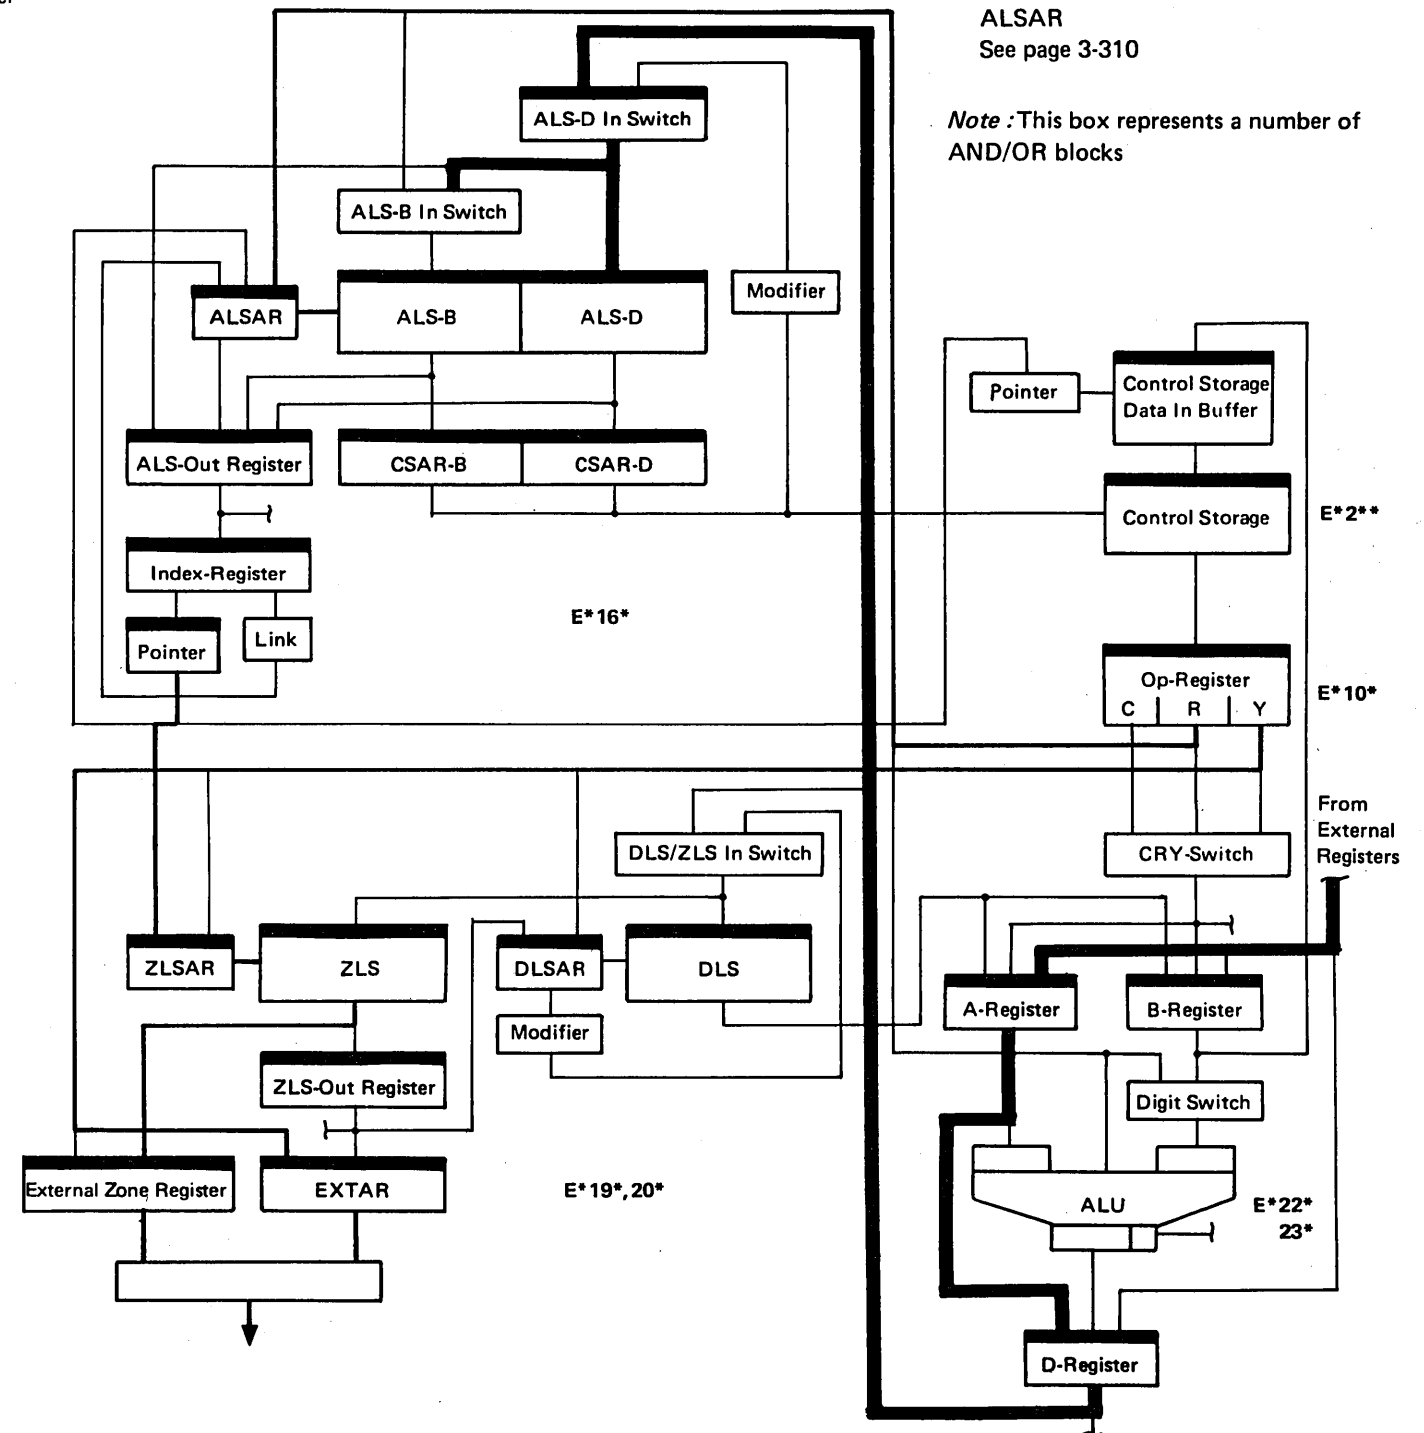 ALSAR
See page 3-310
Note : This box represents a number of
AND/OR blocks
ALS-D In Switch
ALS-B In Switch
Modifier
ALSAR
ALS-B
ALS-D
Pointer
Control Storage
Data In Buffer
ALS-Out Register
CSAR-B
CSAR-D
Control Storage
E*2**
Index-Register
E*16*
Pointer
Link
Op-Register
C
R
Y
E*10*
From
External
Registers
DLS/ZLS In Switch
CRY-Switch
ZLSAR
ZLS
DLSAR
DLS
A-Register
B-Register
Modifier
ZLS-Out Register
Digit Switch
External Zone Register
EXTAR
E*19*, 20*
ALU
E*22*
23*
D-Register